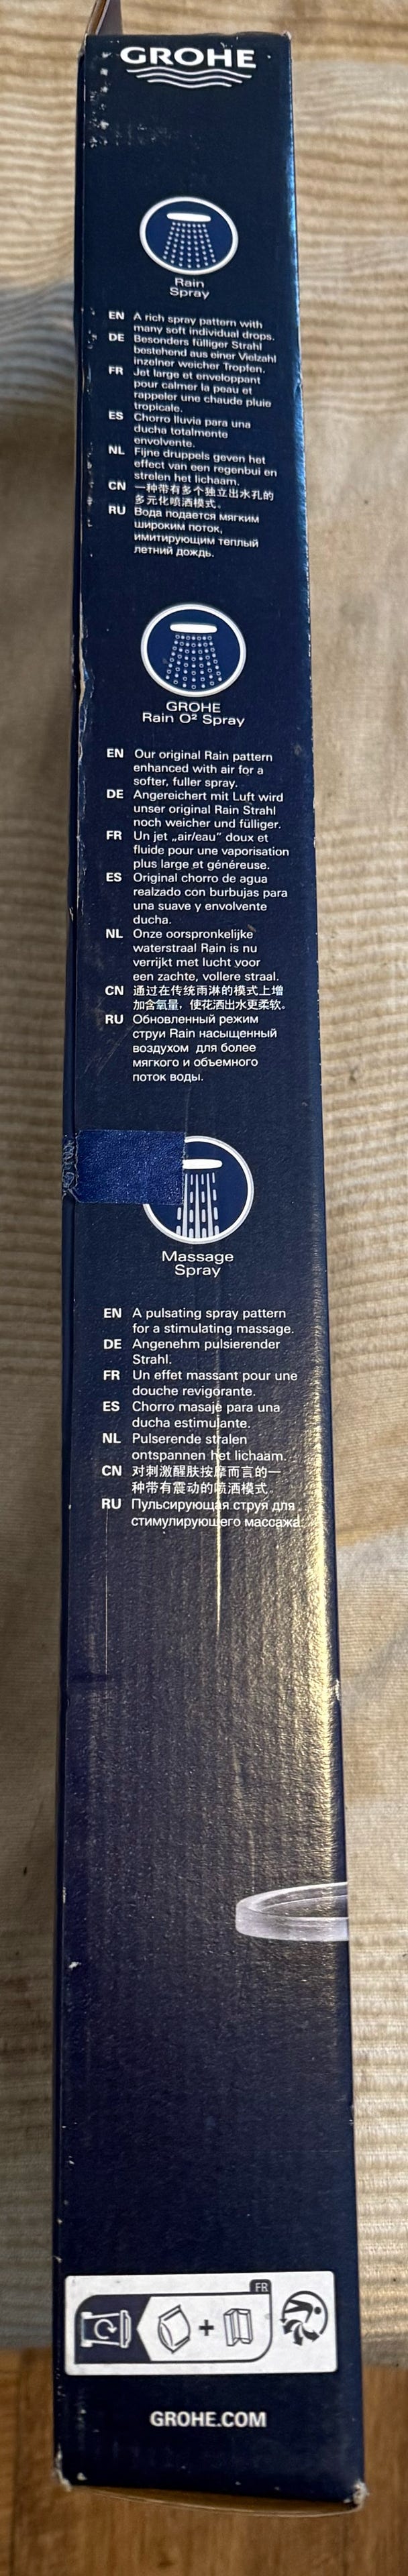 GROHE
Rain
Spray
EN A rich spray pattern with
many soft individual drops.
DE Besonders fülliger Strahl
bestehend aus einer Vielzahl
inzelner weicher Tropfen.
FR Jet large et enveloppant
pour calmer la peau et
rappeler une chaude pluie
tropicale.
ES Chorro lluvia para una
ducha totalmente
envolvente.
NL Fijne druppels geven het
effect van een regenbui en
strelen het lichaam.
CN 一种带有多个独立出水孔的
多元化喷洒模式。
RU Вода подается мягким
широким поток,
имитирующим теплый
летний дождь.
GROHE
Rain O² Spray
EN Our original Rain pattern
enhanced with air for a
softer, fuller spray.
DE Angereichert mit Luft wird
unser original Rain Strahl
noch weicher und fülliger.
FR Un jet „air/eau" doux et
fluide pour une vaporisation
plus large et généreuse.
ES Original chorro de agua
realzado con burbujas para
una suave y envolvente
ducha.
NL Onze oorspronkelijke
waterstraal Rain is nu
verrijkt met lucht voor
een zachte, vollere straal.
CN 通过在传统雨淋的模式上增
加含氧量，使花洒出水更柔软。
RU Обновленный режим
струи Rain насыщенный
воздухом для более
мягкого и объемного
поток воды.
Massage
Spray
EN A pulsating spray pattern
for a stimulating massage.
DE Angenehm pulsierender
Strahl.
FR Un effet massant pour une
douche revigorante.
ES Chorro masaje para una
ducha estimulante.
NL Pulserende stralen
ontspannen het lichaam.
CN 对刺激醒肤按摩而言的一
种带有震动的喷洒模式。
RU Пульсирующая струя для
стимулирующего массажа.
FR
GROHE.COM